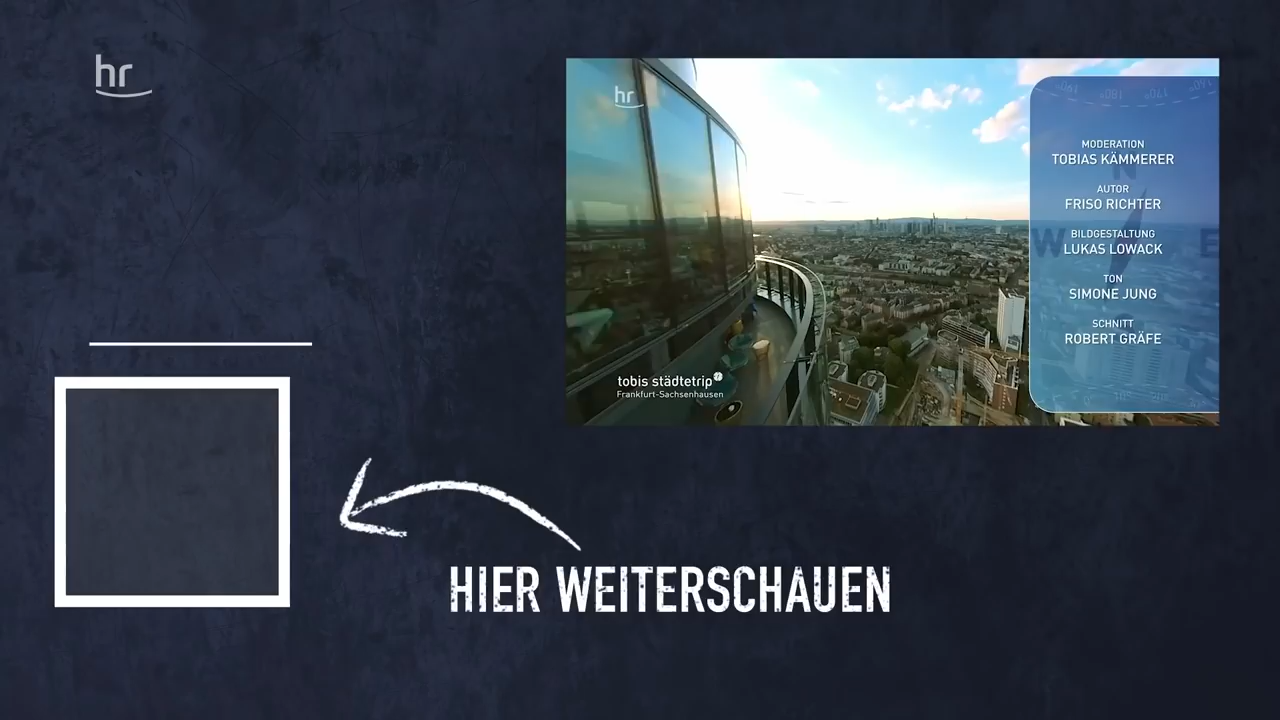 hr
hr
MODERATION
TOBIAS KÄMMERER
AUTOR
FRISO RICHTER
BILDGESTALTUNG
LUKAS LOWACK
TON
SIMONE JUNG
SCHNITT
ROBERT GRÄFE
N
W
E
tobis städtetrip
Frankfurt-Sachsenhausen
HIER WEITERSCHAUEN